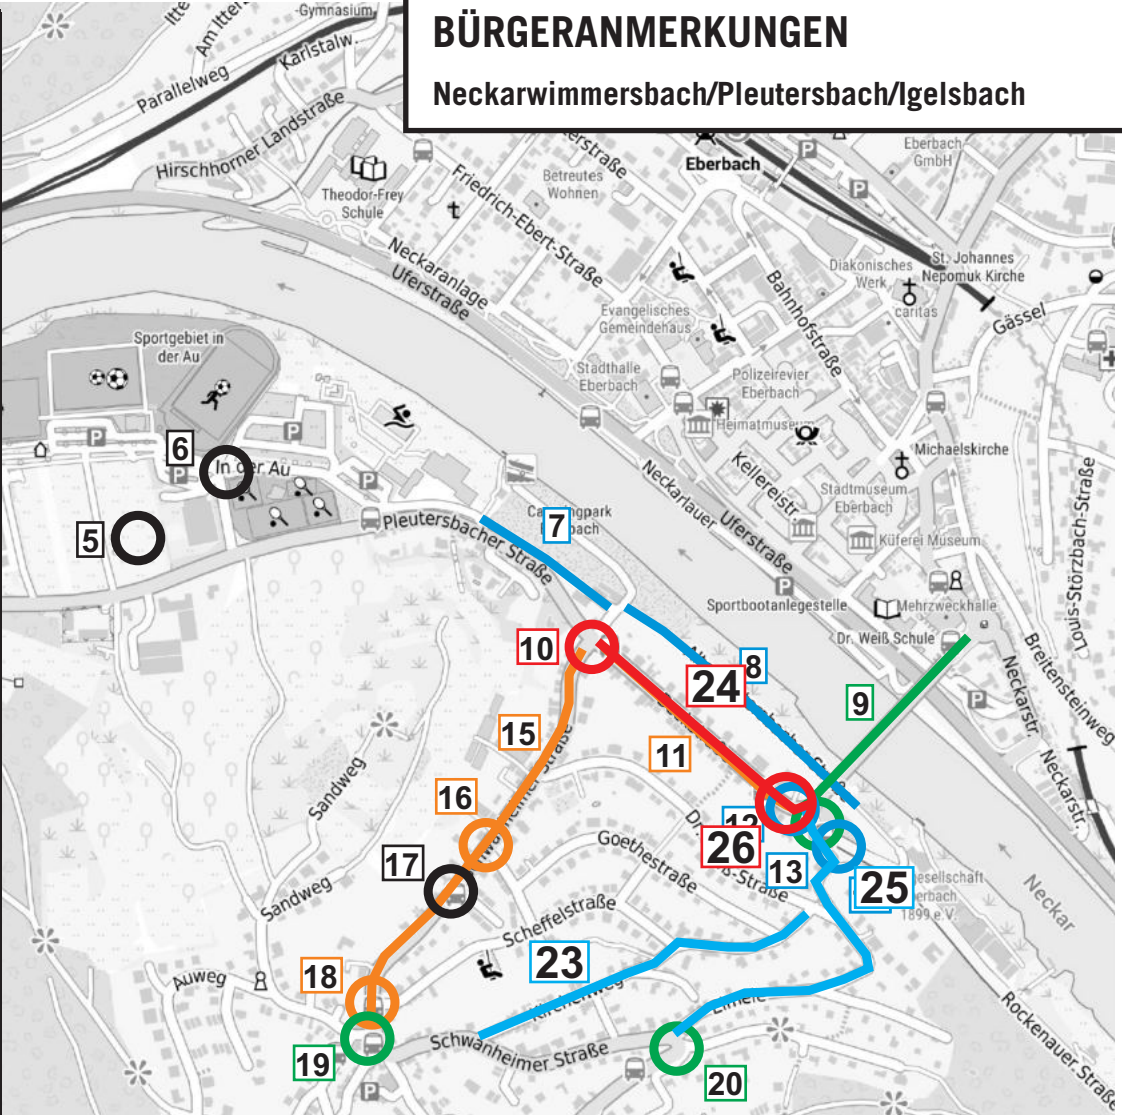 BÜRGERANMERKUNGEN
Neckarwimmersbach/Pleutersbach/Igelsbach
-Gymnasium
Karlstalw.
Parallelweg
Hirschhorner Landstraße
Theodor-Frey
Schule
Friedrich-Ebert-Straße
Betreutes
Wohnen
Eberbach
Eberbach
GmbH
Neckaranlage
Uferstraße
Diakonisches
Werk
St. Johannes
Nepomuk Kirche
caritas
Gässel
Bahnhofstraße
Evangelisches
Gemeindehaus
Sportgebiet in
der Au
Stadthalle
Eberbach
Polizeirevier
Eberbach
Heimatmuseum
Michaelskirche
Kellereistr.
Stadtmuseum
Eberbach
Küferei Museum
Neckarlauer
Uferstraße
Louis-Störzbach-Straße
6
In der Au
5
Pleutersbacher Straße
7
Sportbootanlegestelle
Mehrzweckhalle
Dr. Weiß Schule
Breitensteinweg
Neckarstr.
Neckarstr.
10
8
24
9
15
11
16
12
26
13
25
1899 e.V.
Neckar
17
Sandweg
Sandweg
Goethestraße
Scheffelstraße
23
18
Auweg
19
Schwanheimer Straße
20
Rockenauer Straße
P
P
P
P
P
P
P
P
P